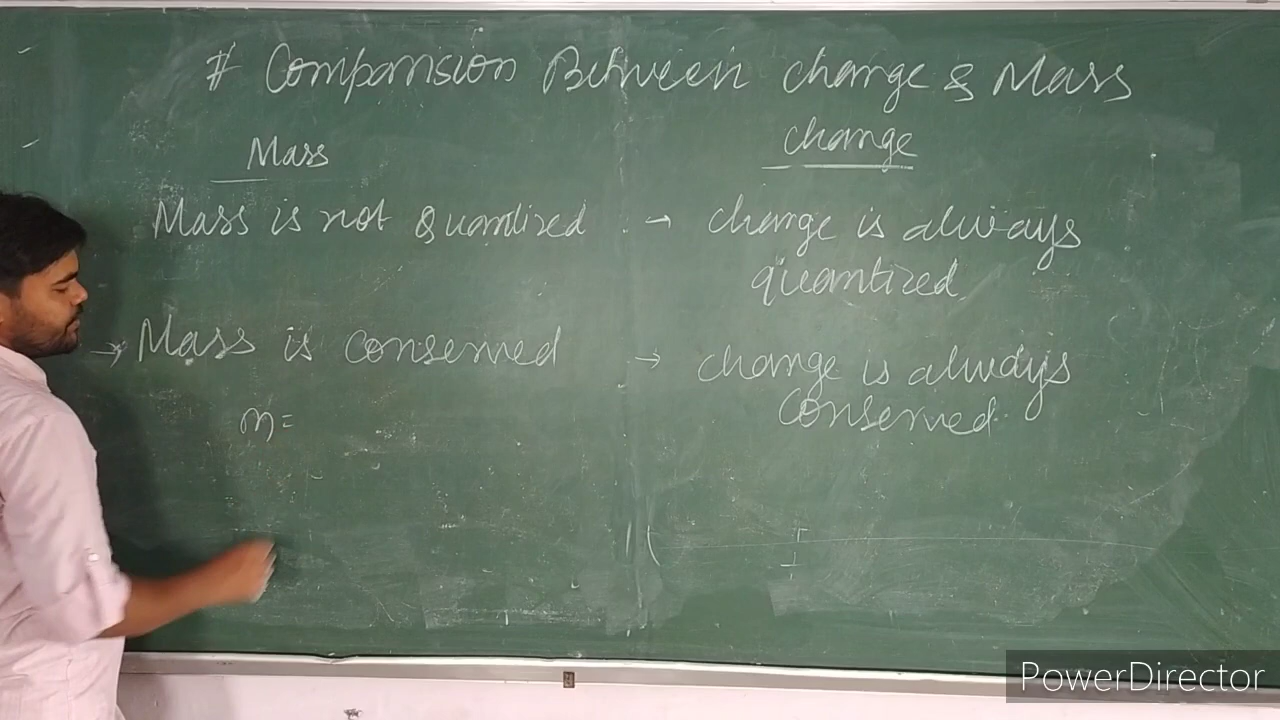 # Comparision Between charge & Mass
Mass
charge
Mass is not Quantized
→ charge is always
quantized
→ Mass is conserved
→ charge is always
conserved.
m=
PowerDirector